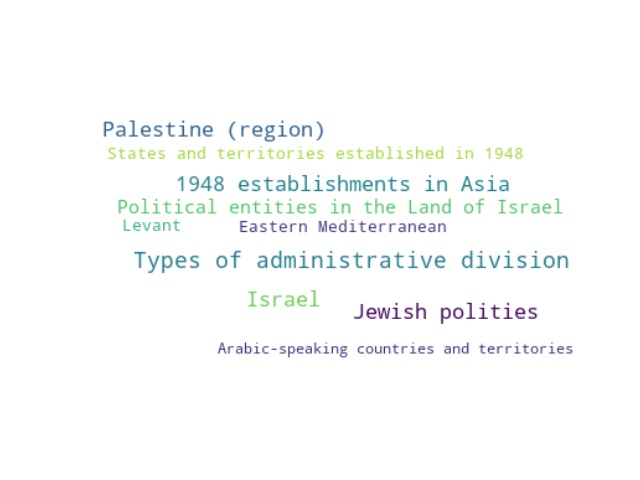 Palestine (region)
States and territories established in 1948
1948 establishments in Asia
Political entities in the Land of Israel
Levant
Eastern Mediterranean
Types of administrative division
Israel
Jewish polities
Arabic-speaking countries and territories